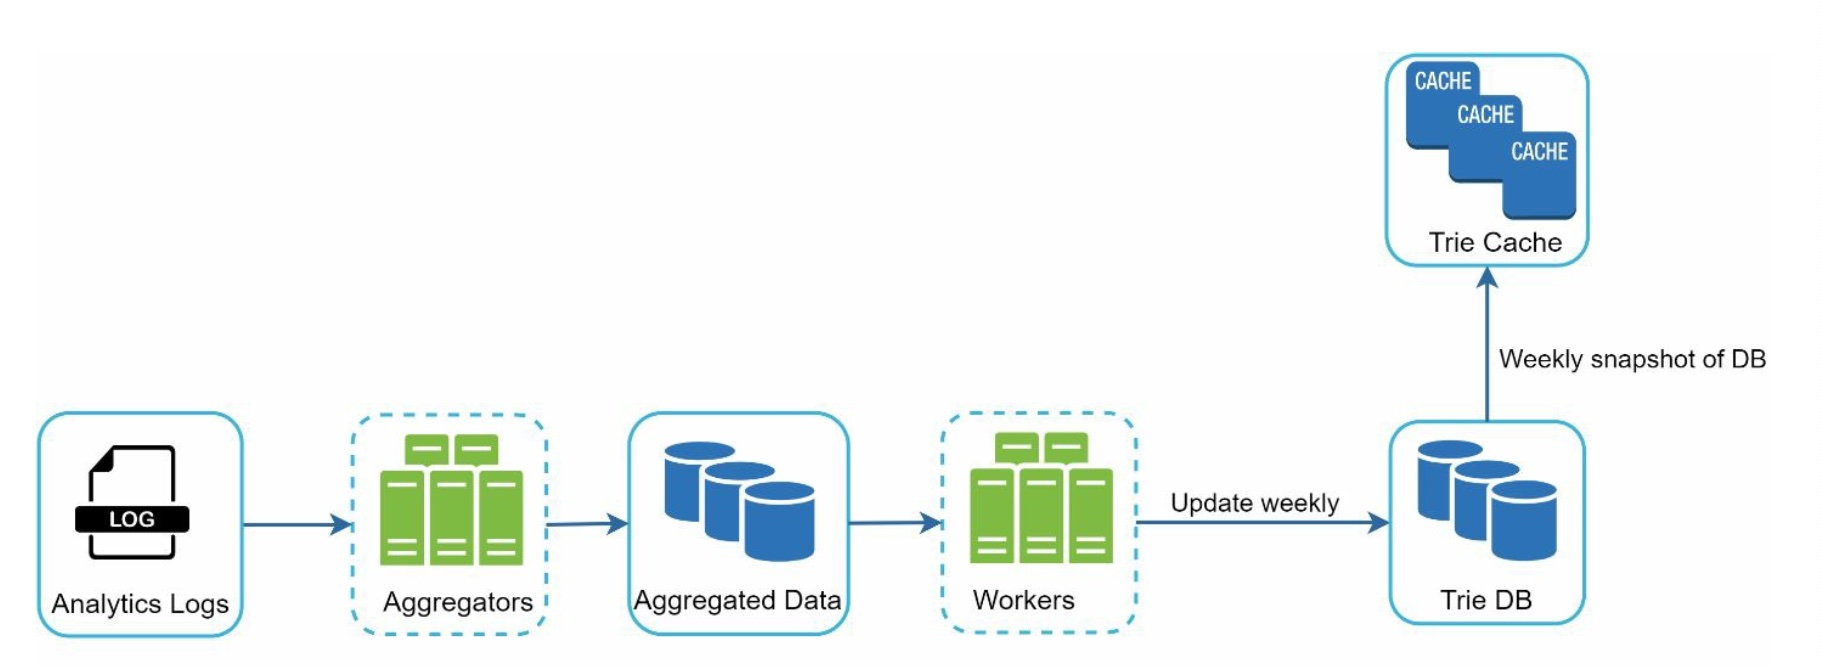 CACHE
CACHE
CACHE
Trie Cache
Weekly snapshot of DB
LOG
Analytics Logs
Aggregators
Aggregated Data
Workers
Update weekly
Trie DB